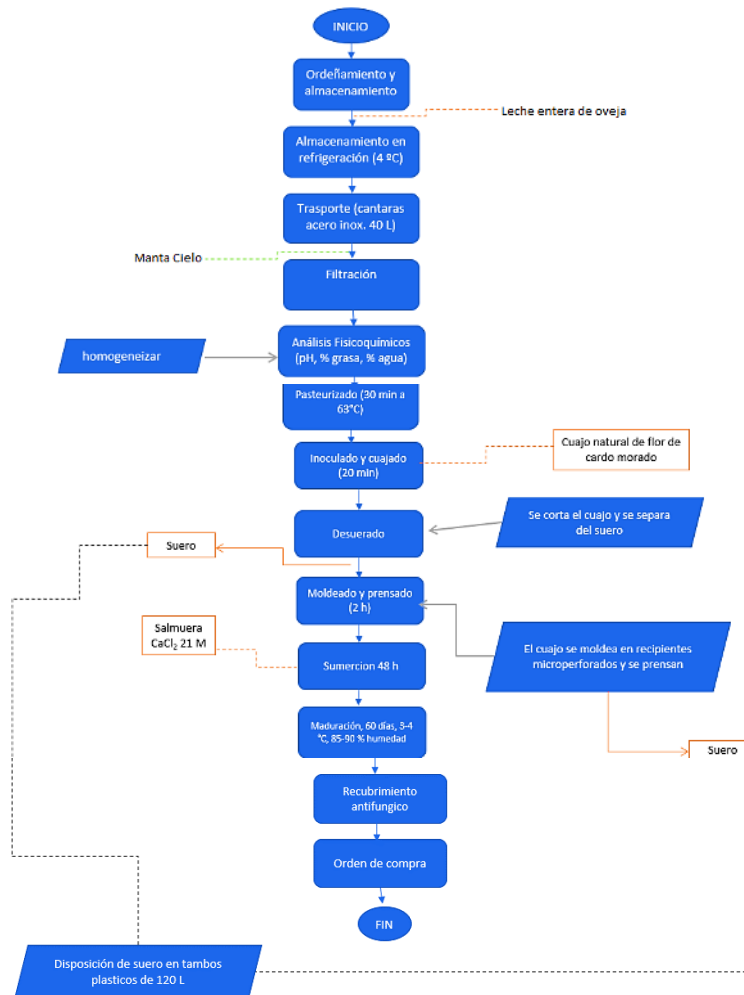 INICIO
Ordeñamiento y
almacenamiento
Leche entera de oveja
Almacenamiento en
refrigeración (4 ºC)
Trasporte (cantaras
acero inox. 40 L)
Manta Cielo
Filtración
Análisis Fisicoquímicos
(pH, % grasa, % agua)
homogeneizar
Pasteurizado (30 min a
63°C)
Inoculado y cuajado
(20 min)
Cuajo natural de flor de
cardo morado
Desuerado
Se corta el cuajo y se separa
del suero
Suero
Moldeado y prensado
(2 h)
Salmuera
CaCl₂ 21 M
Sumercion 48 h
El cuajo se moldea en recipientes
microperforados y se prensan
Maduración, 60 días, 3-4
°C, 85-90 % humedad
Suero
Recubrimiento
antifungico
Orden de compra
FIN
Disposición de suero en tambos
plasticos de 120 L